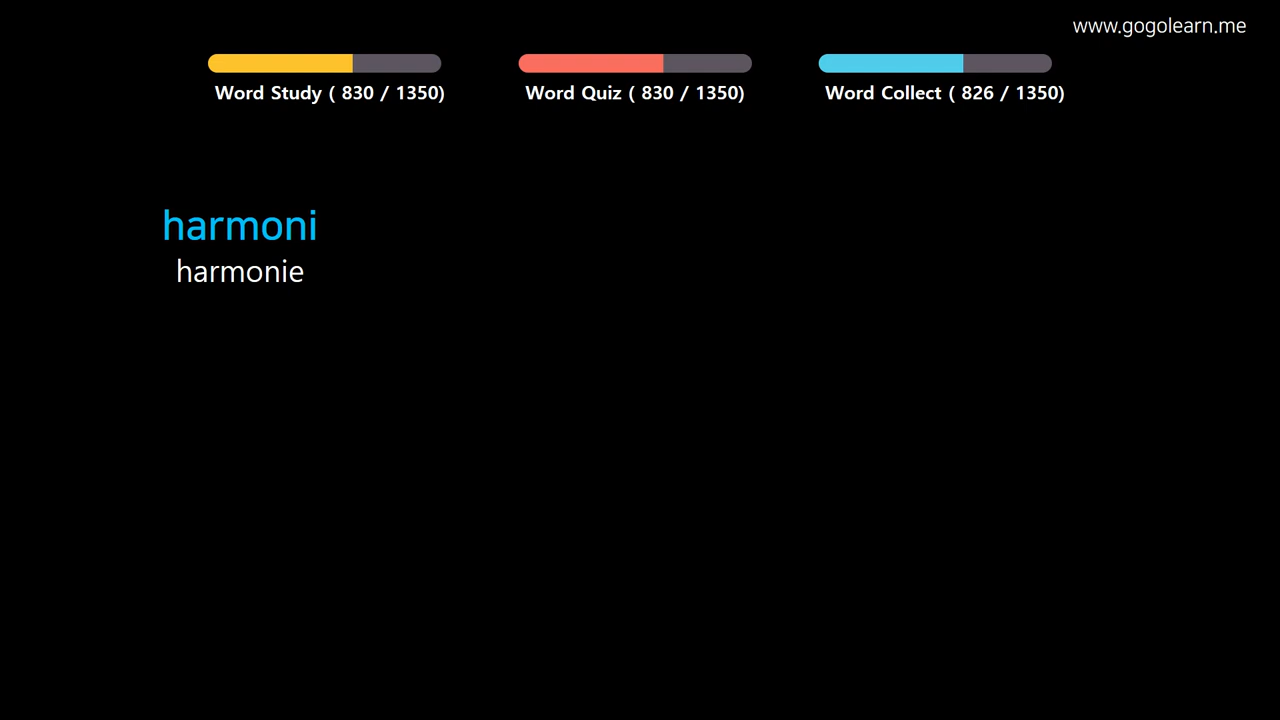 www.gogolearn.me
Word Study ( 830 / 1350)
Word Quiz ( 830 / 1350)
Word Collect ( 826 / 1350)
harmoni
harmonie